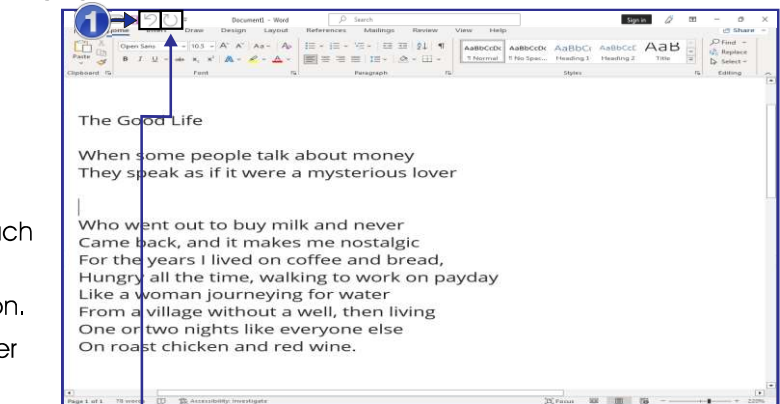 1
Document1 - Word
Search
Sign in
Draw Design Layout References Mailings Review View Help
Share
Paste
Open Sans
10.5
Find
Replace
Select
AaBbCcDc AaBbCcDc AaBbCc AaBbCcC AaB
¶ Normal ¶ No Spac... Heading 1 Heading 2 Title
Clipboard Font Paragraph Styles Editing
The Good Life
When some people talk about money
They speak as if it were a mysterious lover
Who went out to buy milk and never
Came back, and it makes me nostalgic
For the years I lived on coffee and bread,
Hungry all the time, walking to work on payday
Like a woman journeying for water
From a village without a well, then living
One or two nights like everyone else
On roast chicken and red wine.
Page 1 of 1 78 words Accessibility: Investigate Focus 220%